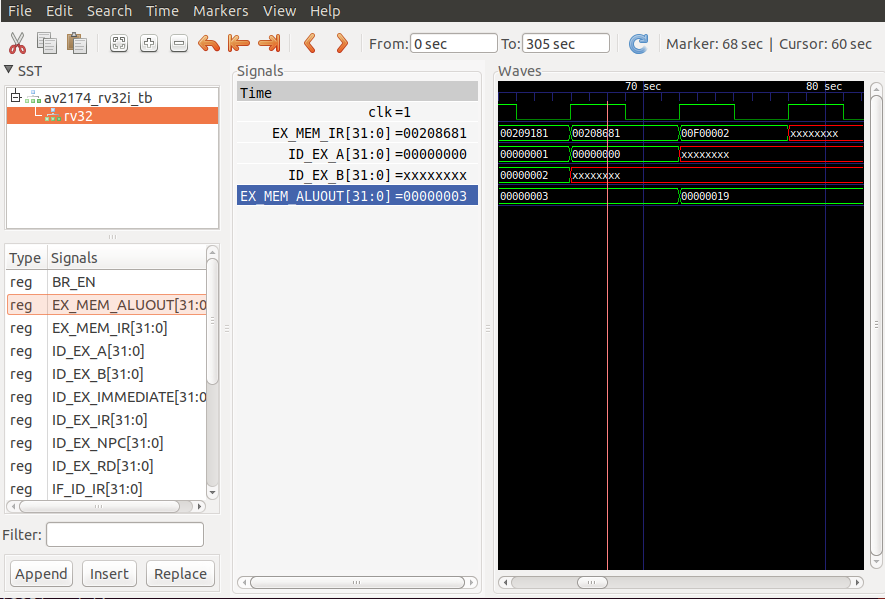 File Edit Search Time Markers View Help
From: 0 sec To: 305 sec Marker: 68 sec | Cursor: 60 sec
SST
av2174_rv32i_tb
rv32
Type Signals
reg BR_EN
reg EX_MEM_ALUOUT[31:0
reg EX_MEM_IR[31:0]
reg ID_EX_A[31:0]
reg ID_EX_B[31:0]
reg ID_EX_IMMEDIATE[31:0
reg ID_EX_IR[31:0]
reg ID_EX_NPC[31:0]
reg ID_EX_RD[31:0]
reg IF_ID_IR[31:0]
Filter:
Append Insert Replace
Signals
Time
clk =1
EX_MEM_IR[31:0] =00208681
ID_EX_A[31:0] =00000000
ID_EX_B[31:0] =xxxxxxxx
EX_MEM_ALUOUT[31:0] =00000003
Waves
70 sec 80 sec
00209181 00208681 00F00002 xxxxxxxx
00000001 00000000 xxxxxxxx
00000002 xxxxxxxx
00000003 00000019